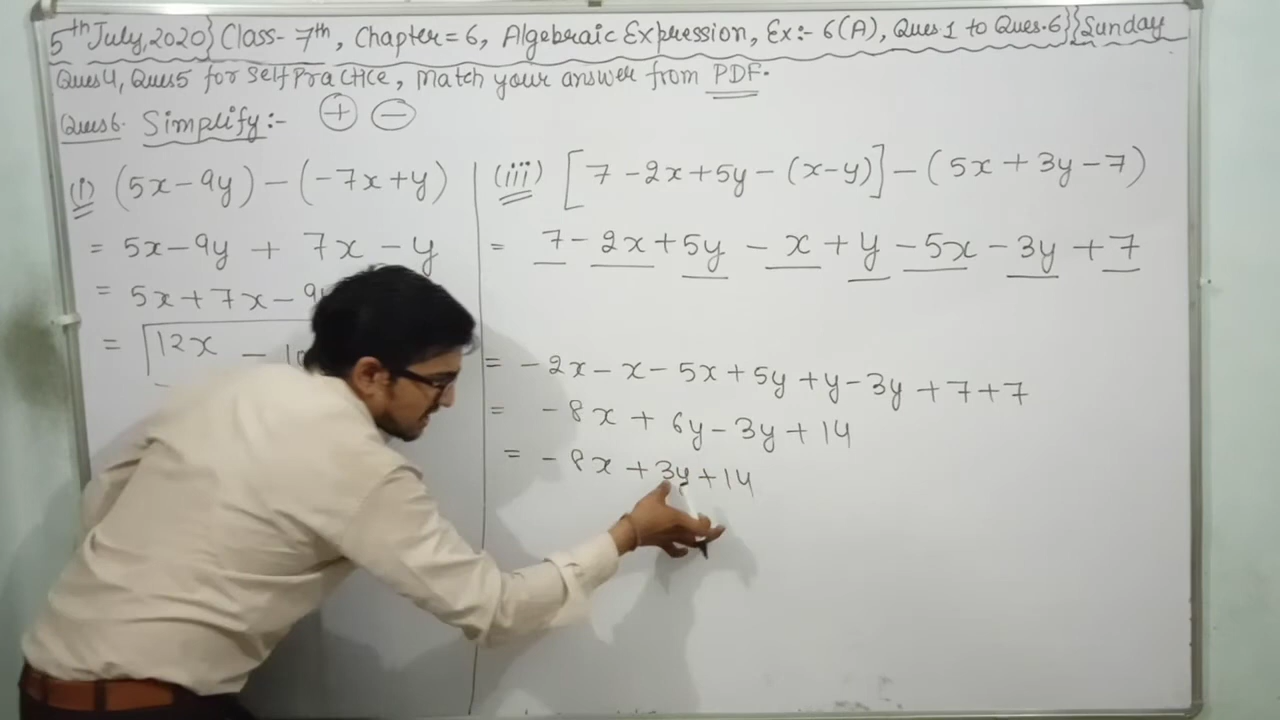 5th July, 2020} Class- 7th, Chapter= 6, Algebraic Expression, Ex:- 6(A), Ques 1 to Ques.6}} Sunday
Ques4, Ques5 for Self Practice, Match your answer from PDF.
Ques6. Simplify:- + -
(i) (5x-9y) - (-7x+y)
= 5x-9y + 7x - y
= 5x+7x-9
= 12x - 10
(iii) [7-2x+5y-(x-y)]-(5x+3y-7)
= 7-2x+5y-x+y-5x-3y+7
= -2x-x-5x+5y+y-3y+7+7
= -8x+6y-3y+14
= -8x+3y+14